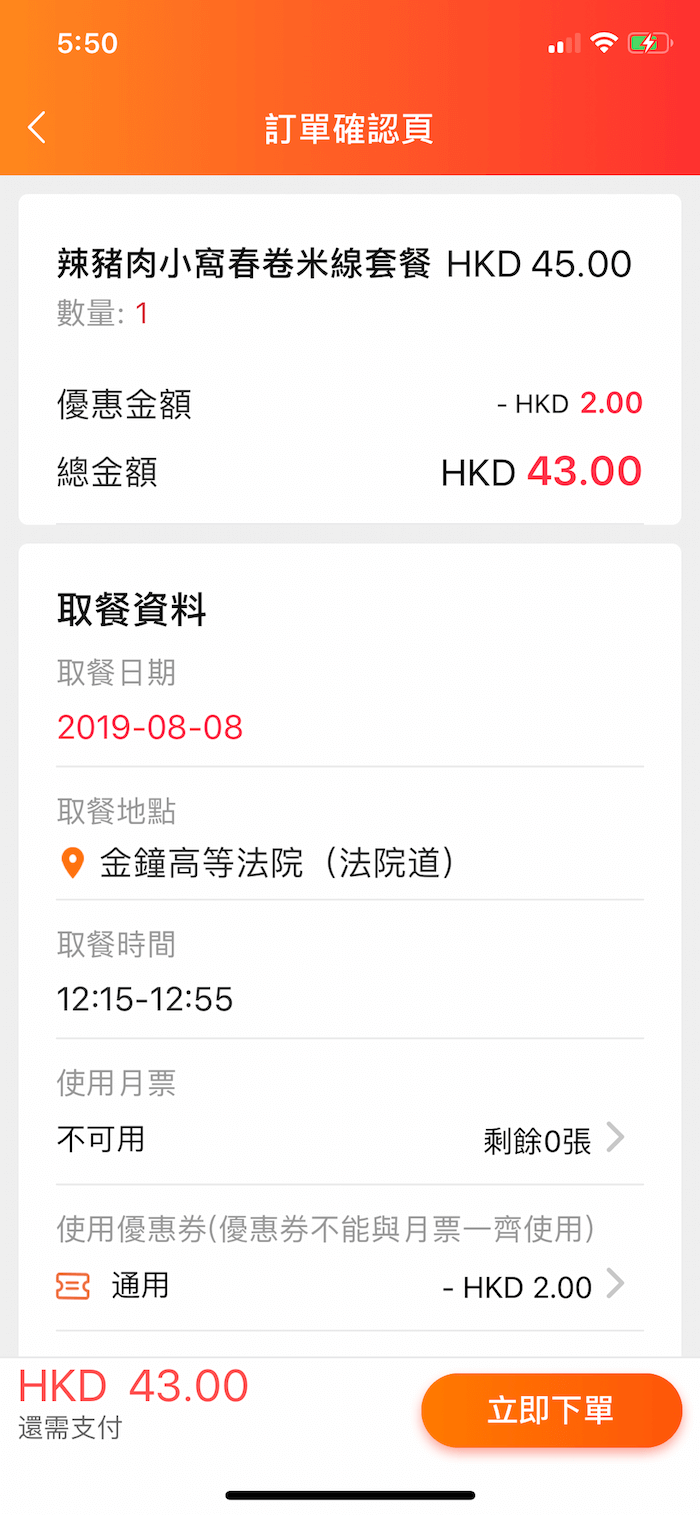 5:50
訂單確認頁
辣豬肉小窩春卷米線套餐 HKD 45.00
數量: 1
優惠金額 - HKD 2.00
總金額 HKD 43.00
取餐資料
取餐日期
2019-08-08
取餐地點
金鐘高等法院（法院道）
取餐時間
12:15-12:55
使用月票
不可用 剩餘0張
使用優惠券(優惠券不能與月票一齊使用)
通用 - HKD 2.00
HKD 43.00
還需支付
立即下單